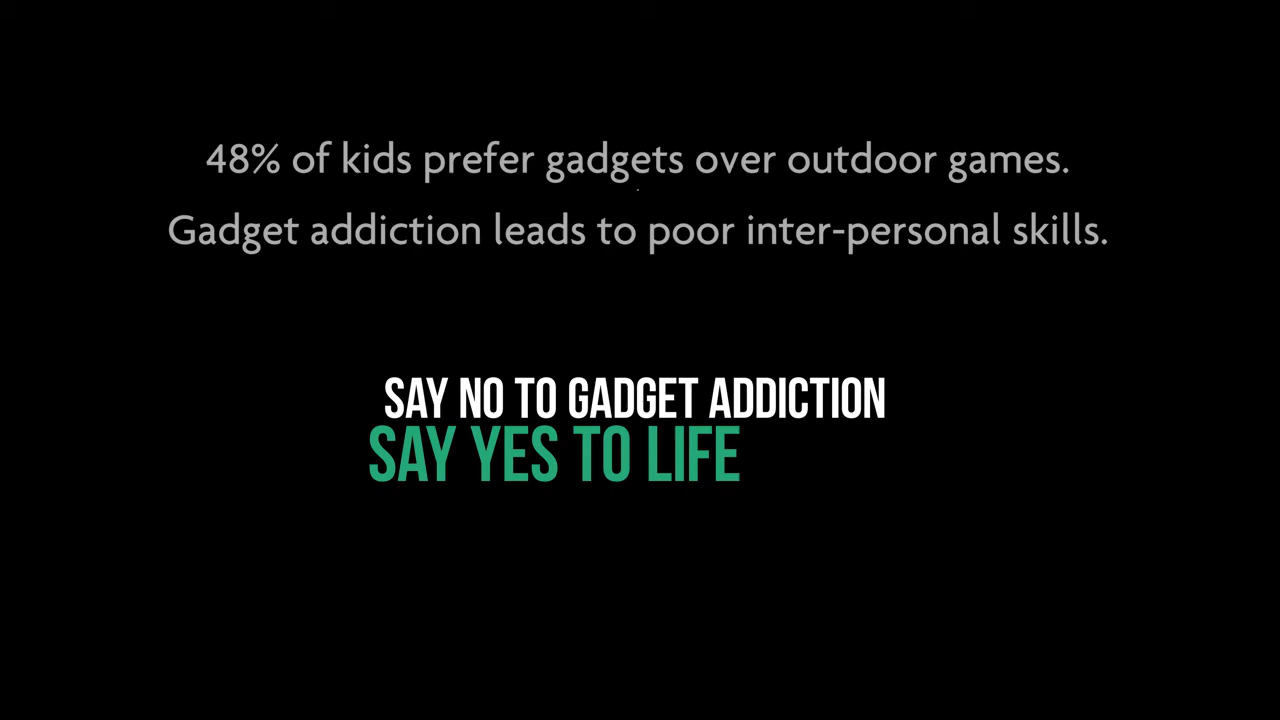 48% of kids prefer gadgets over outdoor games.
Gadget addiction leads to poor inter-personal skills.
SAY NO TO GADGET ADDICTION
SAY YES TO LIFE